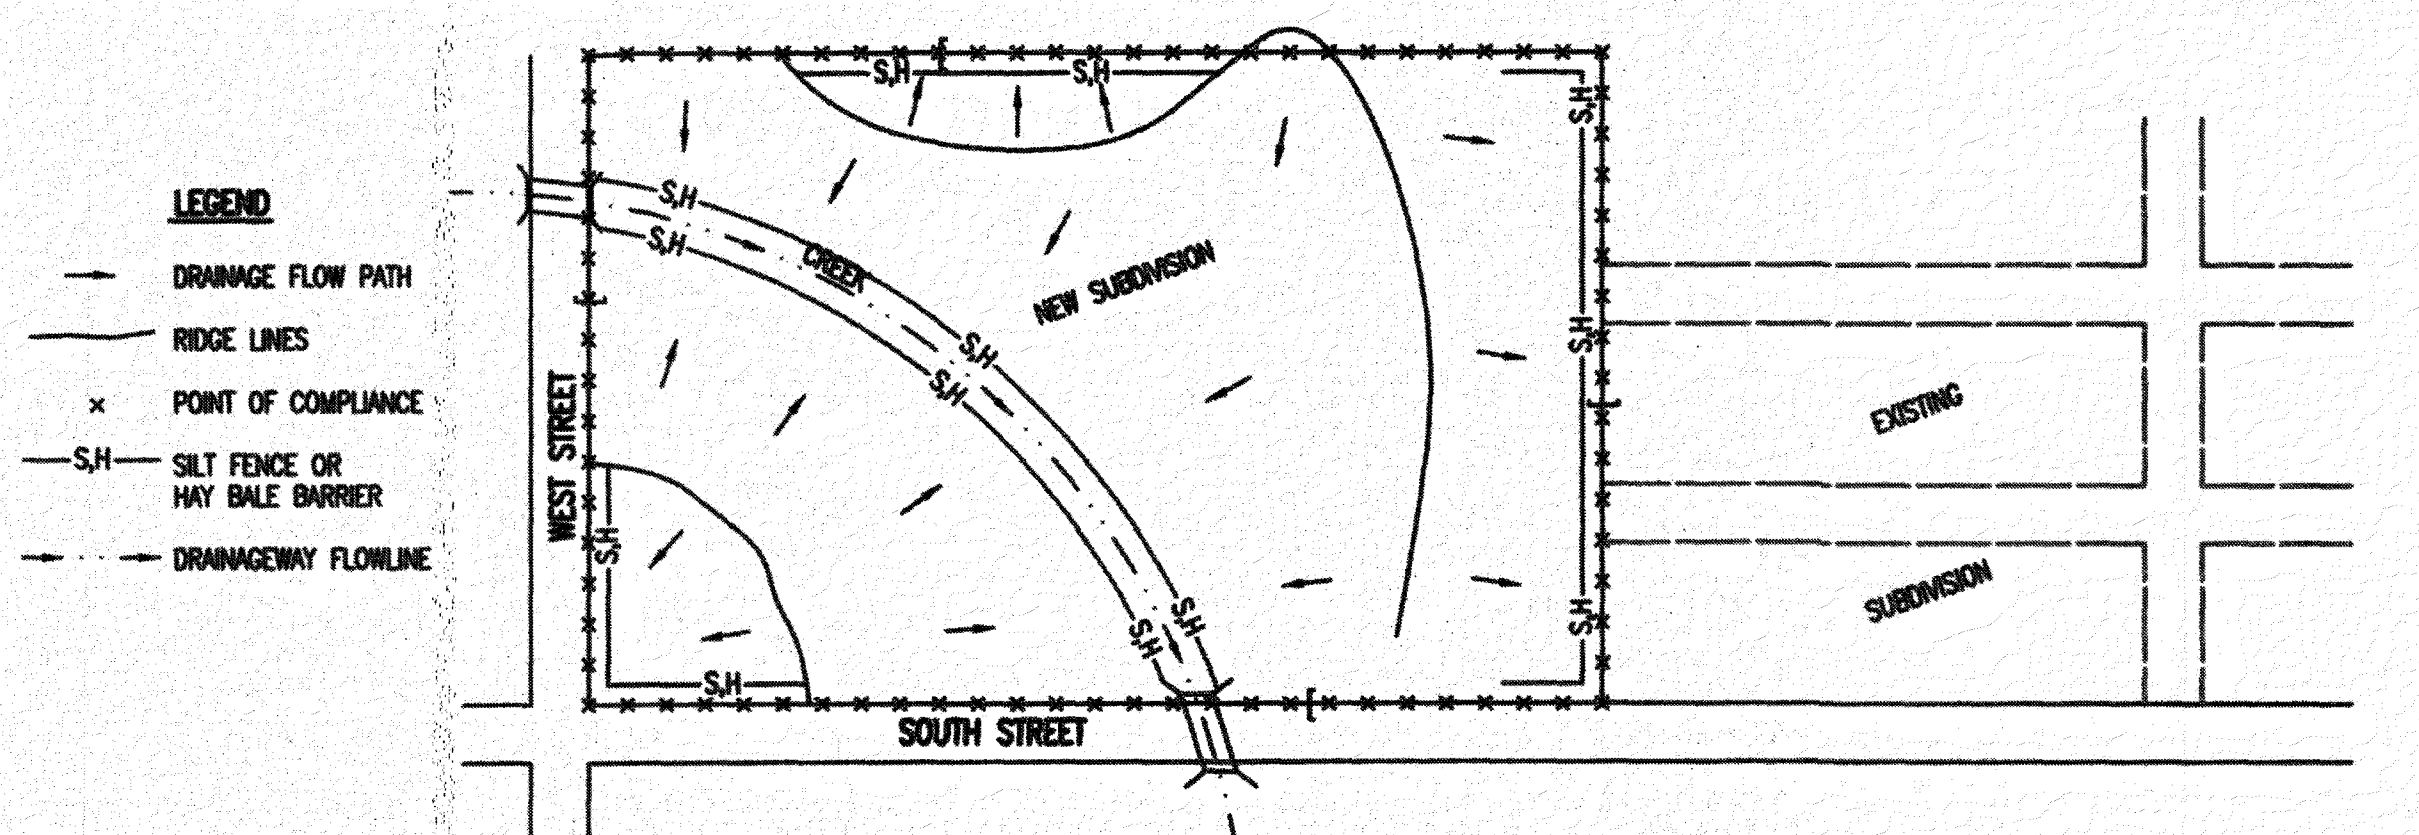 LEGEND
DRAINAGE FLOW PATH
RIDGE LINES
× POINT OF COMPLIANCE
S,H SILT FENCE OR
HAY BALE BARRIER
DRAINAGEWAY FLOWLINE
S,H
S,H
S,H
S,H
S,H
CREEK
NEW SUBDIVISION
S,H
S,H
S,H
WEST STREET
EXISTING
S,H
S,H
S,H
S,H
SUBDIVISION
S,H
SOUTH STREET